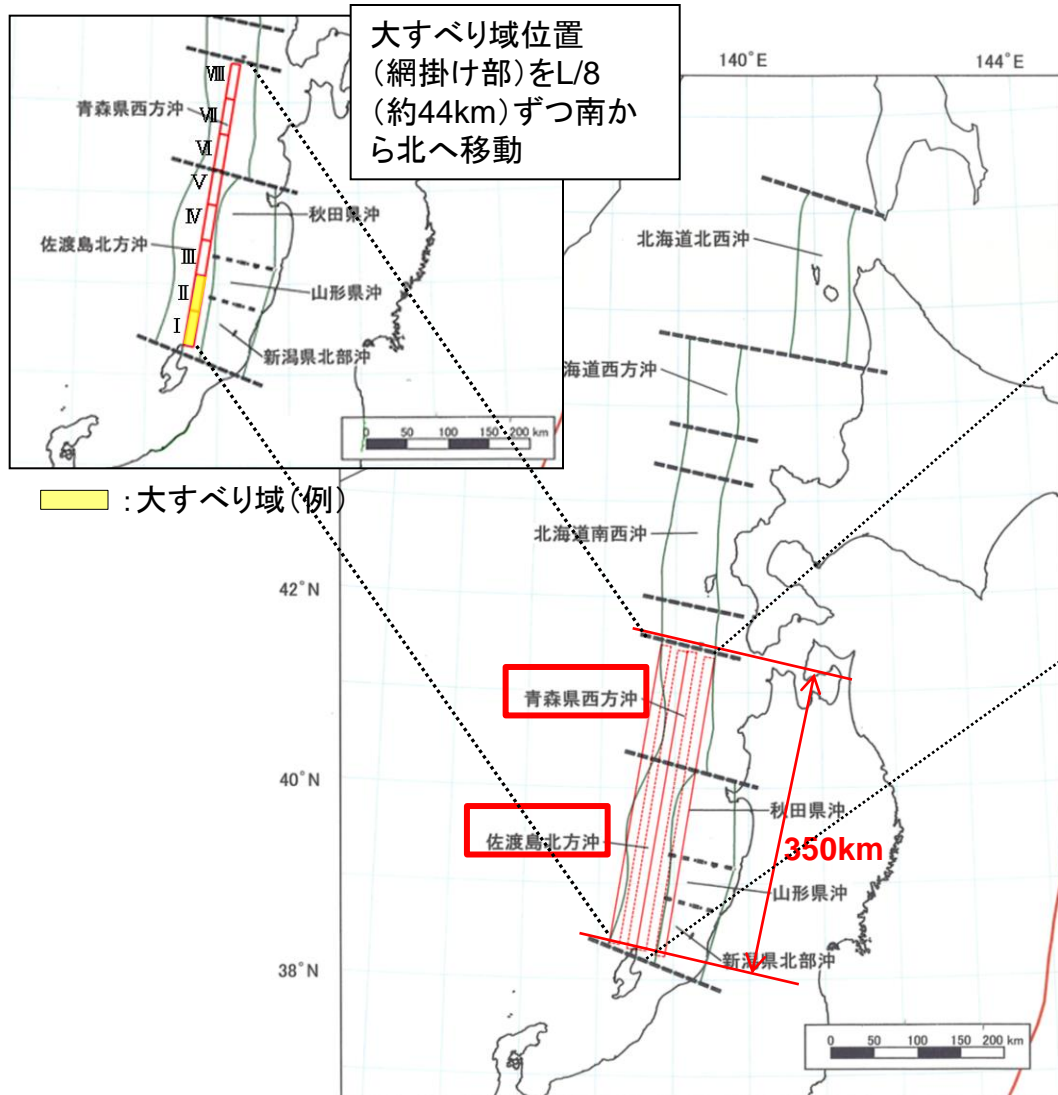 大すべり域位置
（網掛け部）をL/8
（約44km）ずつ南か
ら北へ移動
Ⅷ
青森県西方沖
Ⅶ
Ⅵ
Ⅴ
Ⅳ
秋田県沖
佐渡島北方沖
Ⅲ
Ⅱ
山形県沖
Ⅰ
新潟県北部沖
0 50 100 150 200 km
：大すべり域（例）
140°E
144°E
北海道北西沖
海道西方沖
北海道南西沖
42°N
青森県西方沖
40°N
秋田県沖
佐渡島北方沖
350km
山形県沖
新潟県北部沖
38°N
0 50 100 150 200 km